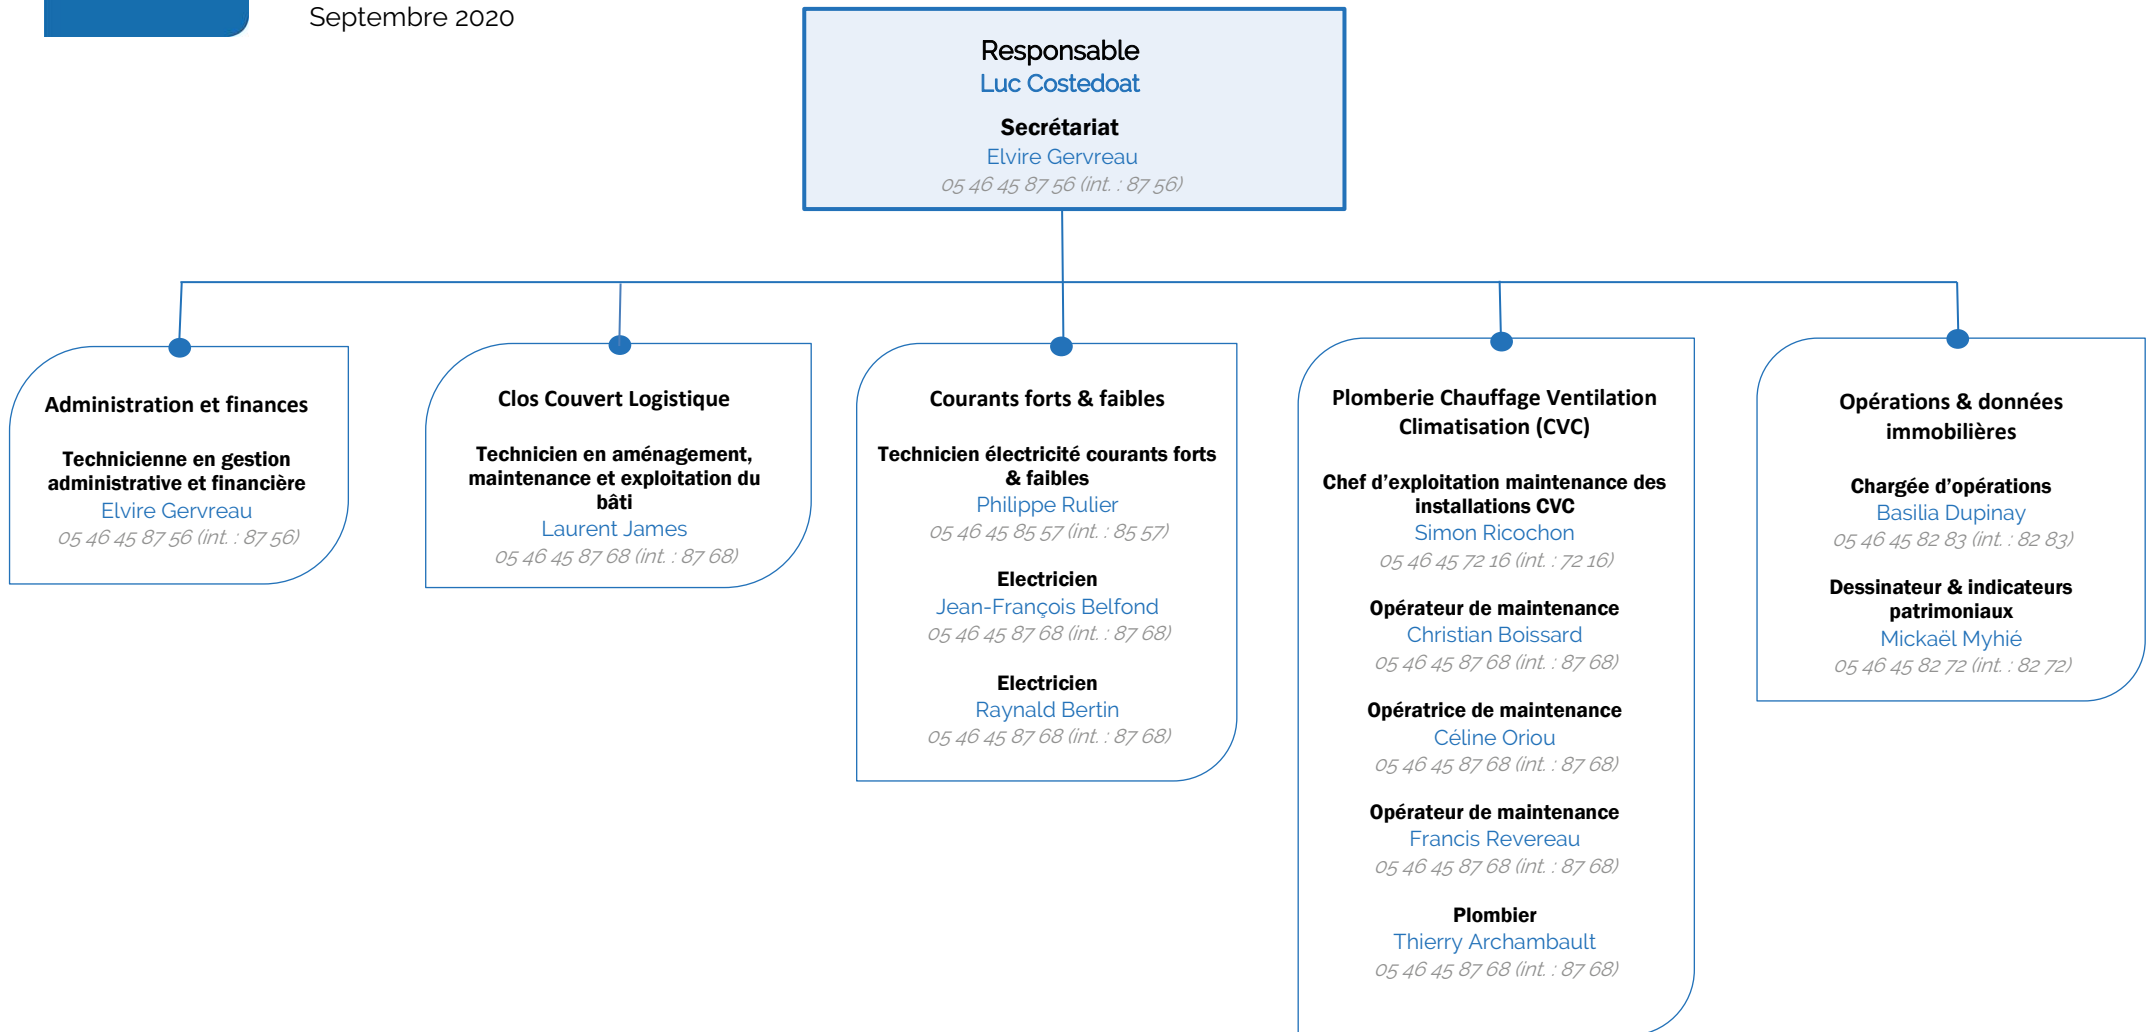 Septembre 2020
Responsable
Luc Costedoat
Secrétariat
Elvire Gervreau
05 46 45 87 56 (int. : 87 56)
Administration et finances
Technicienne en gestion
administrative et financière
Elvire Gervreau
05 46 45 87 56 (int. : 87 56)
Clos Couvert Logistique
Technicien en aménagement,
maintenance et exploitation du
bâti
Laurent James
05 46 45 87 68 (int. : 87 68)
Courants forts & faibles
Technicien électricité courants forts
& faibles
Philippe Rulier
05 46 45 85 57 (int. : 85 57)
Electricien
Jean-François Belfond
05 46 45 87 68 (int. : 87 68)
Electricien
Raynald Bertin
05 46 45 87 68 (int. : 87 68)
Plomberie Chauffage Ventilation
Climatisation (CVC)
Chef d’exploitation maintenance des
installations CVC
Simon Ricochon
05 46 45 72 16 (int. : 72 16)
Opérateur de maintenance
Christian Boissard
05 46 45 87 68 (int. : 87 68)
Opératrice de maintenance
Céline Oriou
05 46 45 87 68 (int. : 87 68)
Opérateur de maintenance
Francis Revereau
05 46 45 87 68 (int. : 87 68)
Plombier
Thierry Archambault
05 46 45 87 68 (int. : 87 68)
Opérations & données
immobilières
Chargée d’opérations
Basilia Dupinay
05 46 45 82 83 (int. : 82 83)
Dessinateur & indicateurs
patrimoniaux
Mickaël Myhié
05 46 45 82 72 (int. : 82 72)